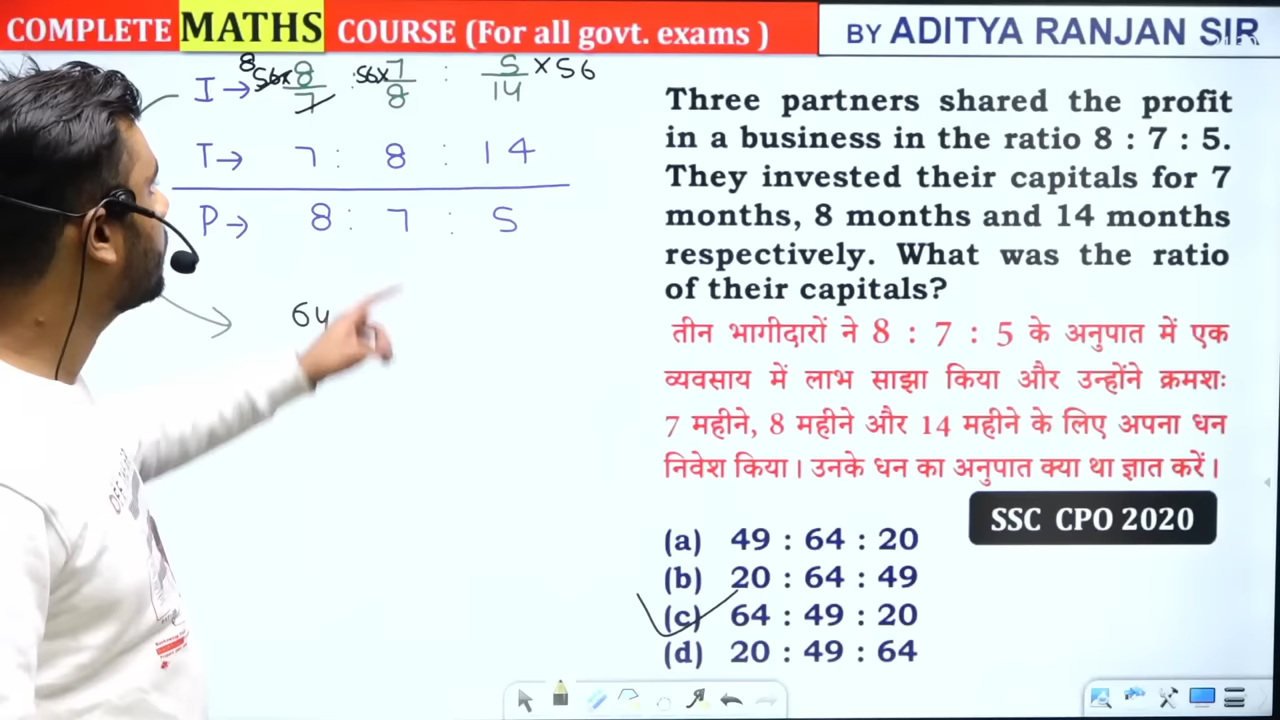 COMPLETE MATHS COURSE (For all govt. exams )
BY ADITYA RANJAN SIR
I → 56×8/7 : 56×7/8 : 5/14 ×56
8
T→ 7 : 8 : 14
P→ 8 : 7 : 5
64
Three partners shared the profit
in a business in the ratio 8 : 7 : 5.
They invested their capitals for 7
months, 8 months and 14 months
respectively. What was the ratio
of their capitals?
तीन भागीदारों ने 8 : 7 : 5 के अनुपात में एक
व्यवसाय में लाभ साझा किया और उन्होंने क्रमशः
7 महीने, 8 महीने और 14 महीने के लिए अपना धन
निवेश किया। उनके धन का अनुपात क्या था ज्ञात करें।
SSC CPO 2020
(a) 49 : 64 : 20
(b) 20 : 64 : 49
(c) 64 : 49 : 20
(d) 20 : 49 : 64